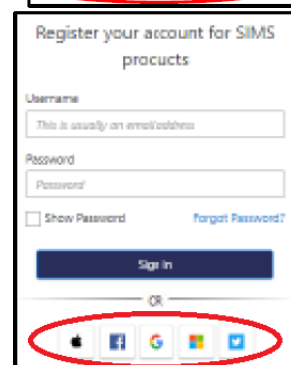 Register your account for SIMS
products
Username
This is usually an email address
Password
Password
Show Password Forgot Password?
Sign In
OR